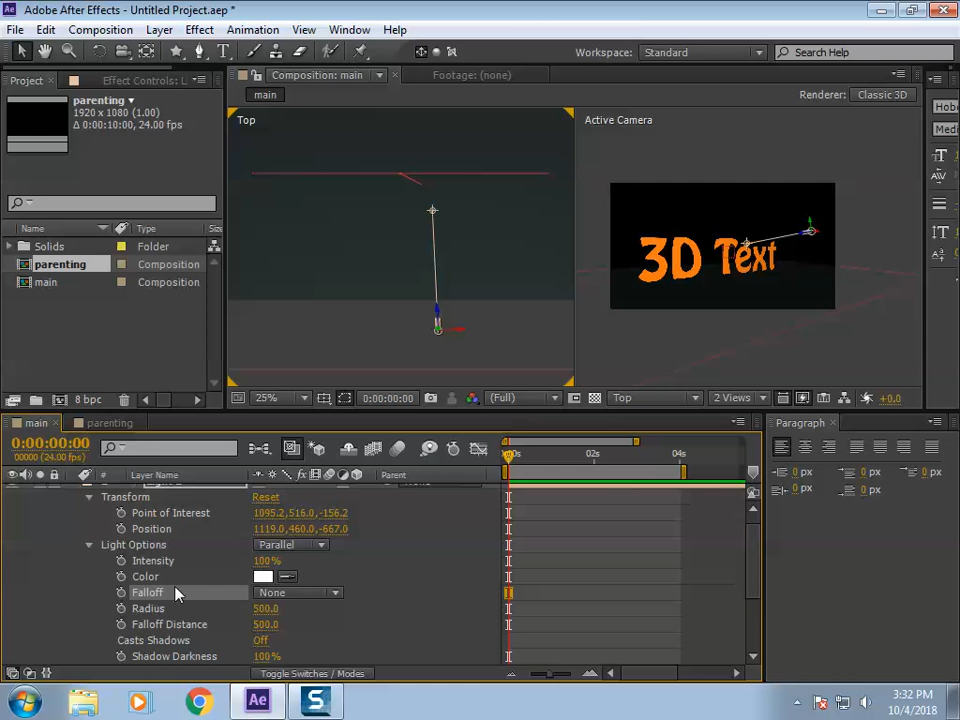 Adobe After Effects - Untitled Project.aep *
File Edit Composition Layer Effect Animation View Window Help
Workspace: Standard Search Help
Project Effect Controls: L Composition: main Footage: (none)
parenting
1920 x 1080 (1.00)
Δ 0:00:10:00, 24.00 fps
main Renderer: Classic 3D
Top Active Camera
3D Text
Name Type Size
Solids Folder
parenting Composition
main Composition
8 bpc
25% 0:00:00:00 (Full) Top 2 Views +0.0
main parenting Paragraph
0:00:00:00
00000 (24.00 fps)
# Layer Name Parent
02s 04s
0 px 0 px 0 px
0 px 0 px
Transform Reset
Point of Interest 1095.2,516.0,-156.2
Position 1119.0,460.0,-667.0
Light Options Parallel
Intensity 100%
Color
Falloff None
Radius 500.0
Falloff Distance 500.0
Casts Shadows Off
Shadow Darkness 100%
Toggle Switches / Modes
Ae S
3:32 PM
10/4/2018